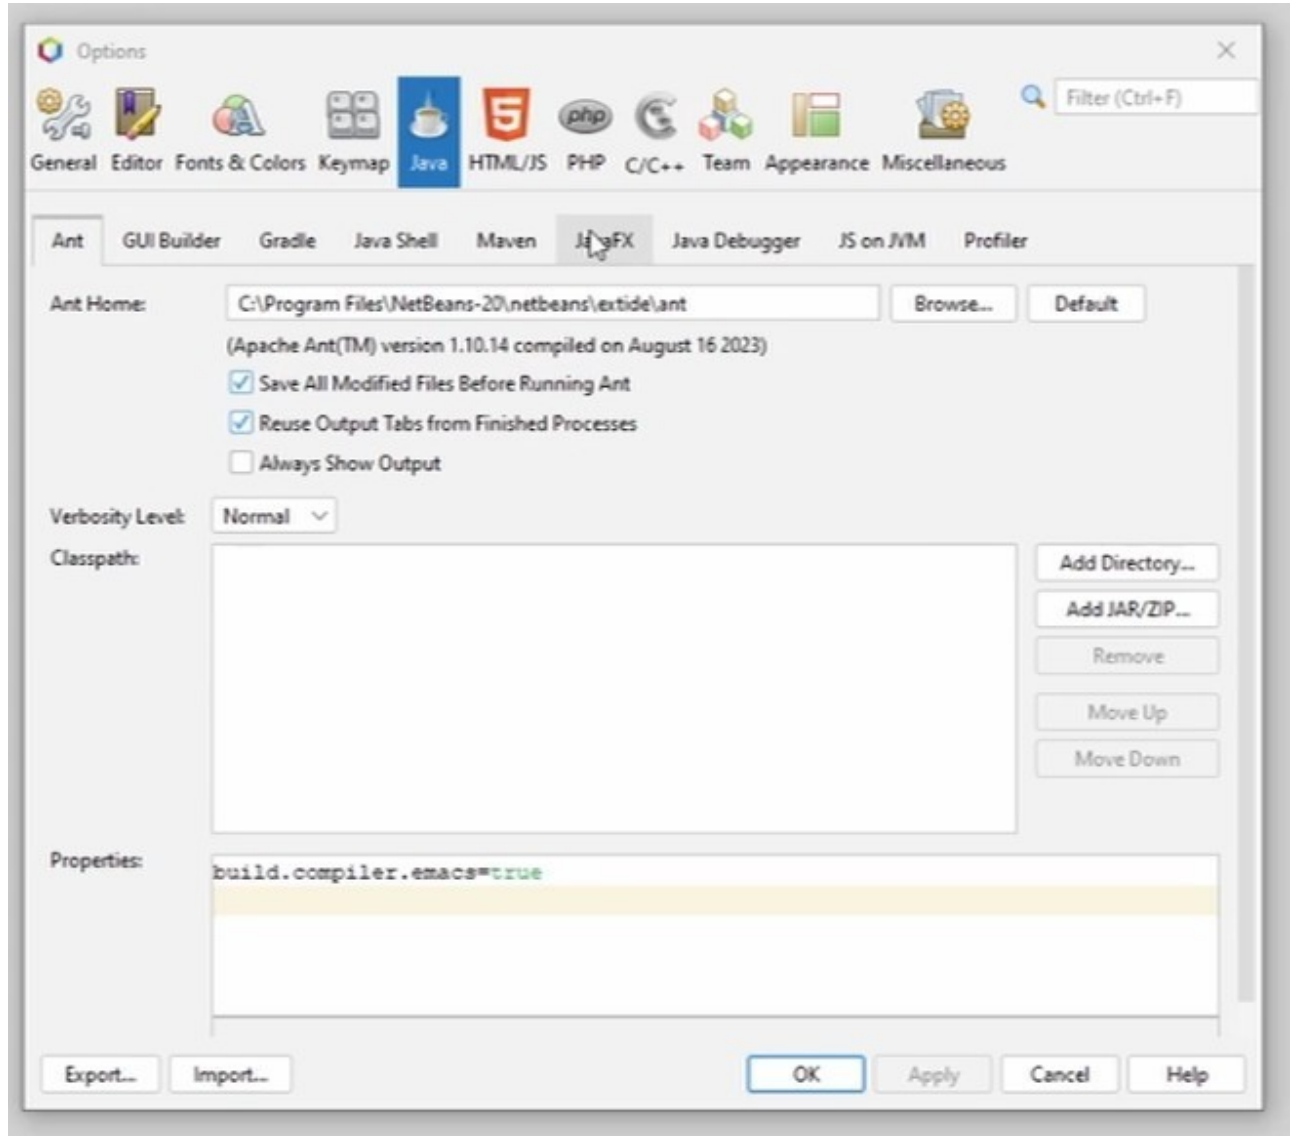 Options
Filter (Ctrl+F)
General Editor Fonts & Colors Keymap Java HTML/JS PHP C/C++ Team Appearance Miscellaneous
Ant GUI Builder Gradle Java Shell Maven JavaFX Java Debugger JS on JVM Profiler
Ant Home: C:\Program Files\NetBeans-20\netbeans\extide\ant Browse... Default
(Apache Ant(TM) version 1.10.14 compiled on August 16 2023)
Save All Modified Files Before Running Ant
Reuse Output Tabs from Finished Processes
Always Show Output
Verbosity Level: Normal
Classpath:
Add Directory...
Add JAR/ZIP...
Remove
Move Up
Move Down
Properties:
build.compiler.emacs=true
Export... Import... OK Apply Cancel Help